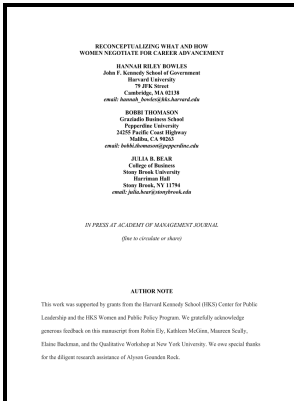 RECONCEPTUALIZING WHAT AND HOW
WOMEN NEGOTIATE FOR CAREER ADVANCEMENT
HANNAH RILEY BOWLES
John F. Kennedy School of Government
Harvard University
79 JFK Street
Cambridge, MA 02138
email: hannah_bowles@hks.harvard.edu
BOBBI THOMASON
Graziadio Business School
Pepperdine University
24255 Pacific Coast Highway
Malibu, CA 90263
email: bobbi.thomason@pepperdine.edu
JULIA B. BEAR
College of Business
Stony Brook University
Harriman Hall
Stony Brook, NY 11794
email: julia.bear@stonybrook.edu
IN PRESS AT ACADEMY OF MANAGEMENT JOURNAL
(fine to circulate or share)
AUTHOR NOTE
This work was supported by grants from the Harvard Kennedy School (HKS) Center for Public
Leadership and the HKS Women and Public Policy Program. We gratefully acknowledge
generous feedback on this manuscript from Robin Ely, Kathleen McGinn, Maureen Scully,
Elaine Backman, and the Qualitative Workshop at New York University. We owe special thanks
for the diligent research assistance of Alyson Gounden Rock.